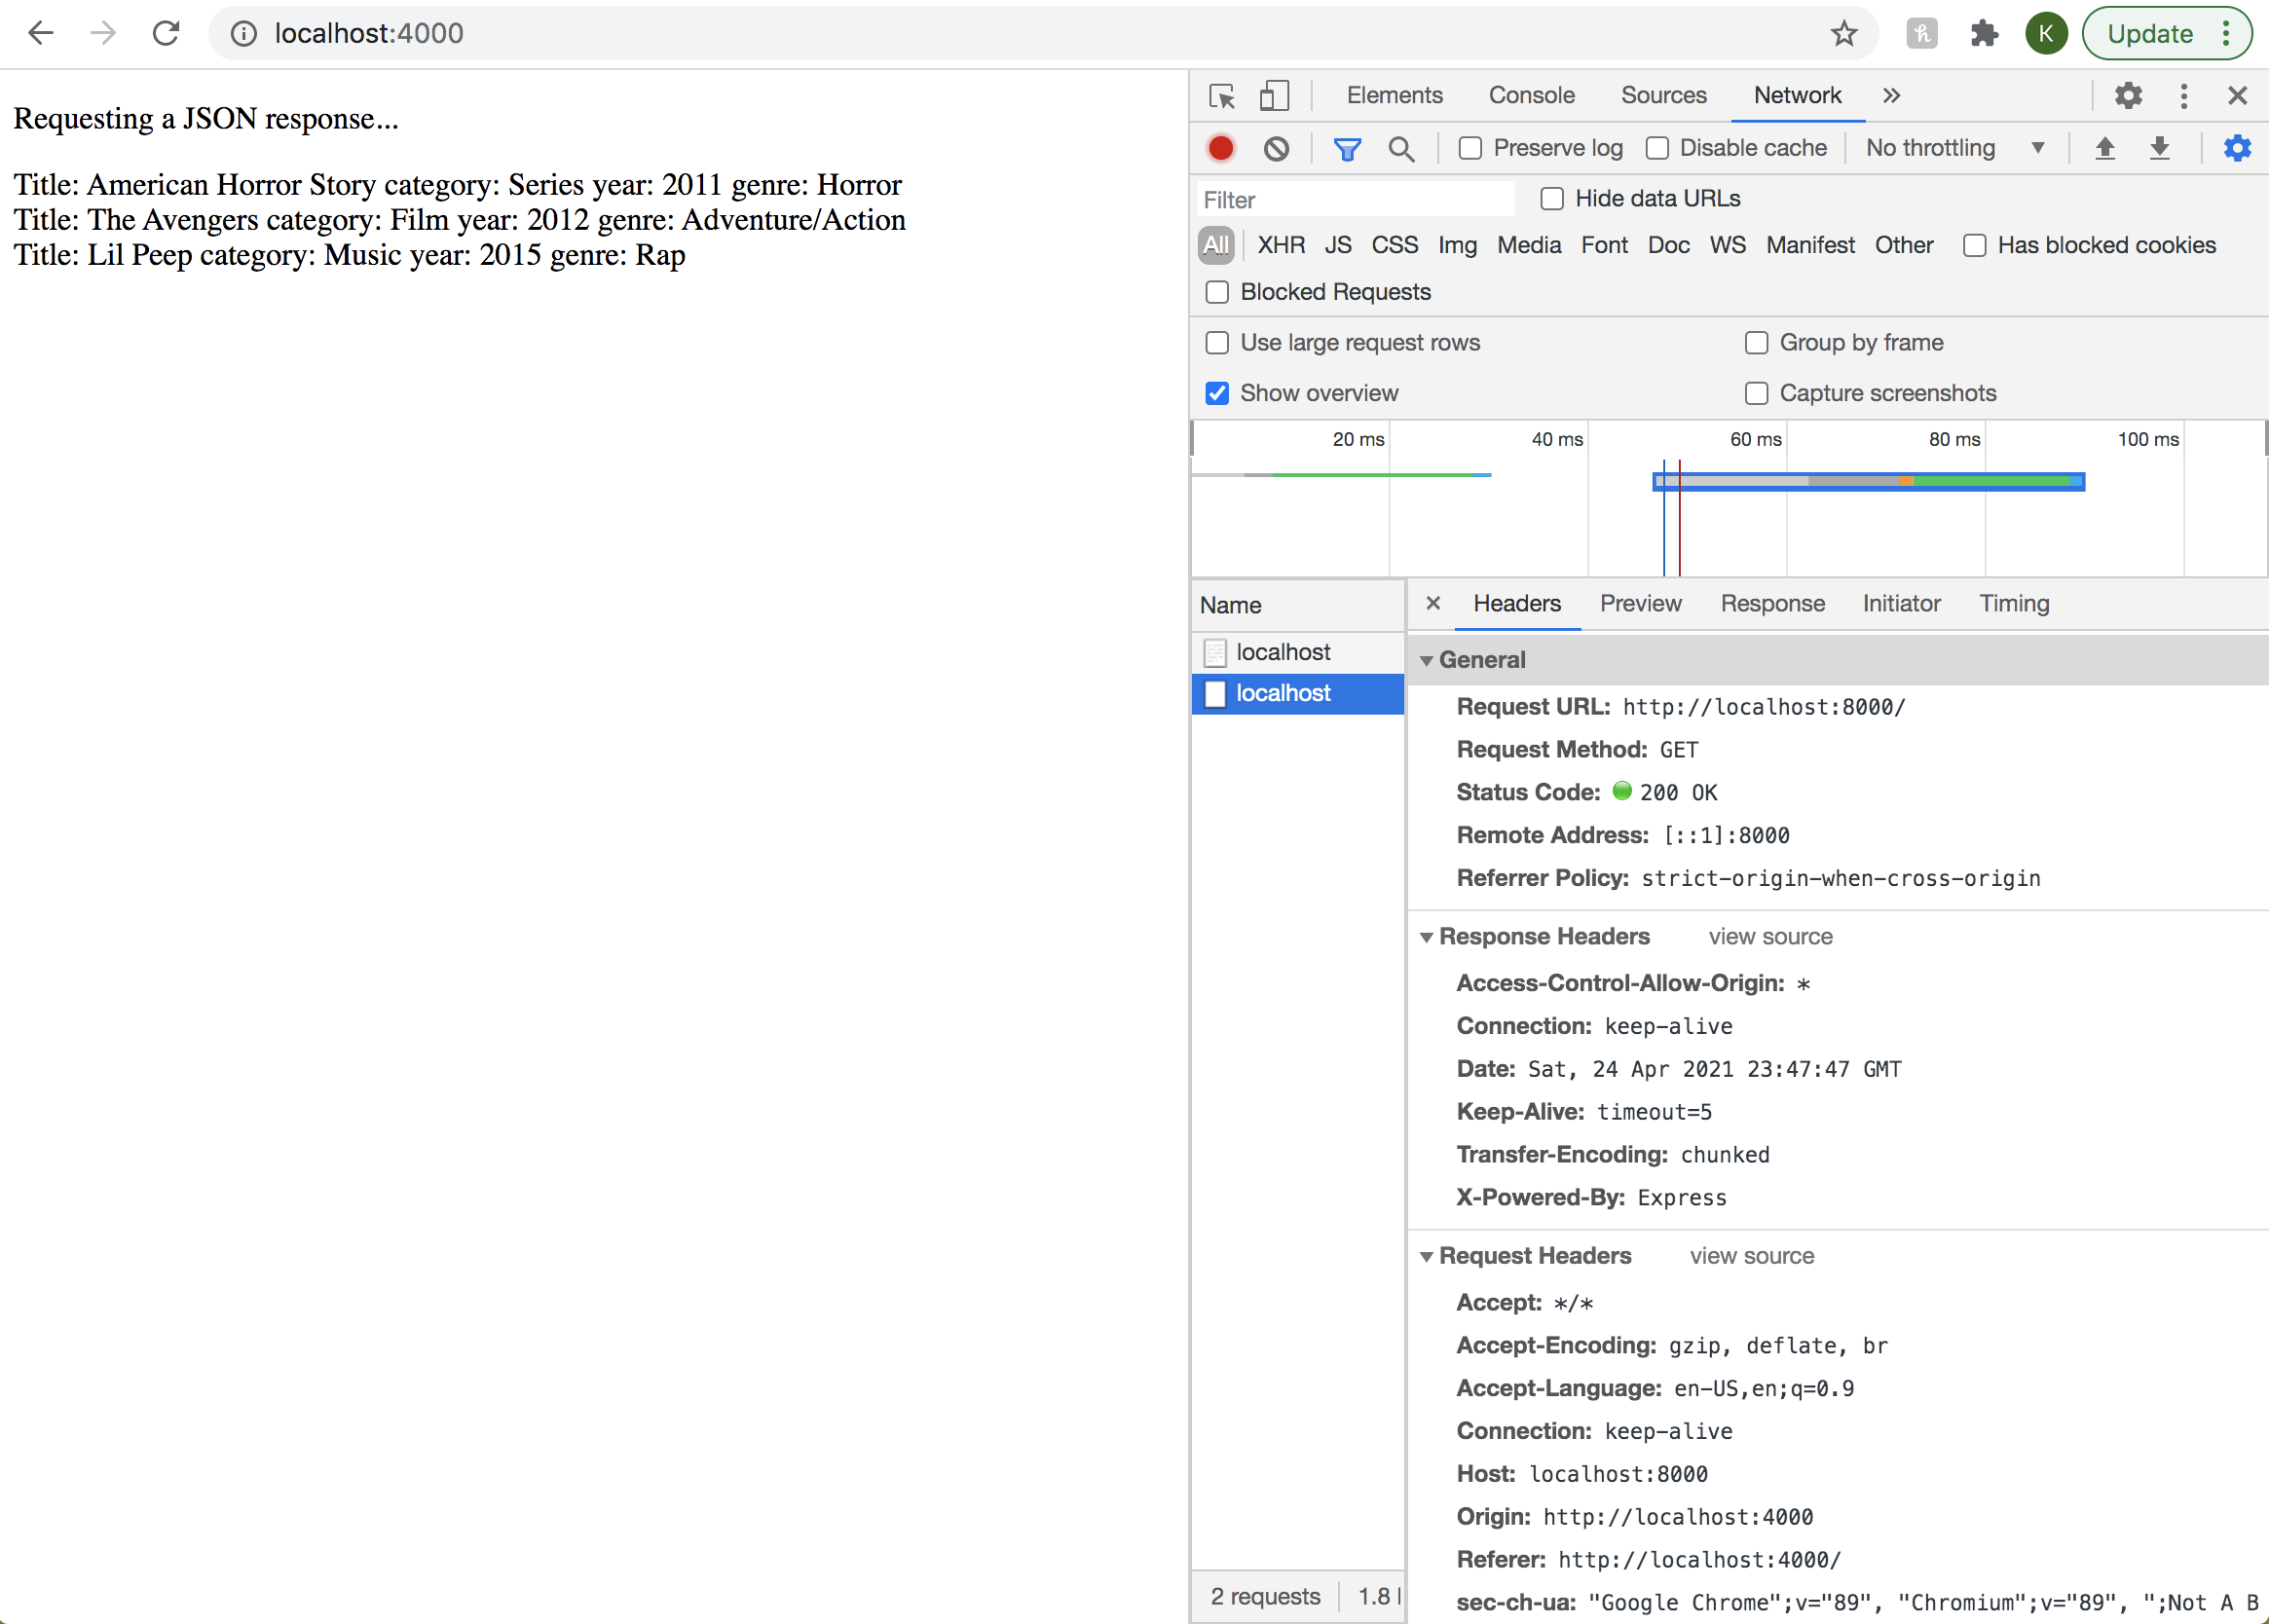 localhost:4000
K
Update
Requesting a JSON response...
Title: American Horror Story category: Series year: 2011 genre: Horror
Title: The Avengers category: Film year: 2012 genre: Adventure/Action
Title: Lil Peep category: Music year: 2015 genre: Rap
Elements Console Sources Network
Preserve log Disable cache No throttling
Filter Hide data URLs
All XHR JS CSS Img Media Font Doc WS Manifest Other Has blocked cookies
Blocked Requests
Use large request rows Group by frame
Show overview Capture screenshots
20 ms 40 ms 60 ms 80 ms 100 ms
Name
localhost
localhost
2 requests 1.8
× Headers Preview Response Initiator Timing
General
Request URL: http://localhost:8000/
Request Method: GET
Status Code: 200 OK
Remote Address: [::1]:8000
Referrer Policy: strict-origin-when-cross-origin
Response Headers view source
Access-Control-Allow-Origin: *
Connection: keep-alive
Date: Sat, 24 Apr 2021 23:47:47 GMT
Keep-Alive: timeout=5
Transfer-Encoding: chunked
X-Powered-By: Express
Request Headers view source
Accept: */*
Accept-Encoding: gzip, deflate, br
Accept-Language: en-US,en;q=0.9
Connection: keep-alive
Host: localhost:8000
Origin: http://localhost:4000
Referer: http://localhost:4000/
sec-ch-ua: "Google Chrome";v="89", "Chromium";v="89", ";Not A B